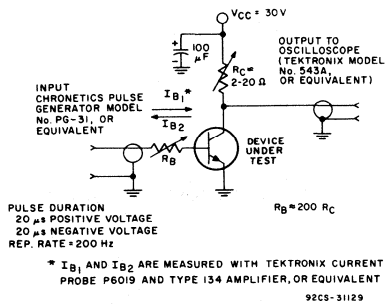 VCC = 30V
+
100
μF
-
RC=
2-20 Ω
OUTPUT TO
OSCILLOSCOPE
(TEKTRONIX MODEL
No. 543A,
OR EQUIVALENT)
INPUT
CHRONETICS PULSE
GENERATOR MODEL
No. PG-31, OR
EQUIVALENT
IB1*
IB2
RB
DEVICE
UNDER
TEST
PULSE DURATION
20 μs POSITIVE VOLTAGE
20 μs NEGATIVE VOLTAGE
REP. RATE = 200 Hz
RB≈200 RC
* IB1 AND IB2 ARE MEASURED WITH TEKTRONIX CURRENT
PROBE P6019 AND TYPE 134 AMPLIFIER, OR EQUIVALENT
92CS-31129